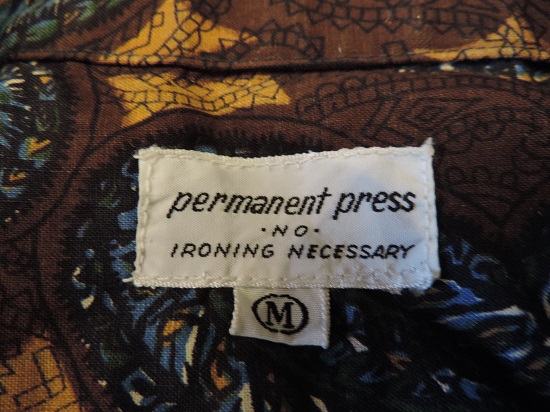 permanent press
·NO·
IRONING NECESSARY
M